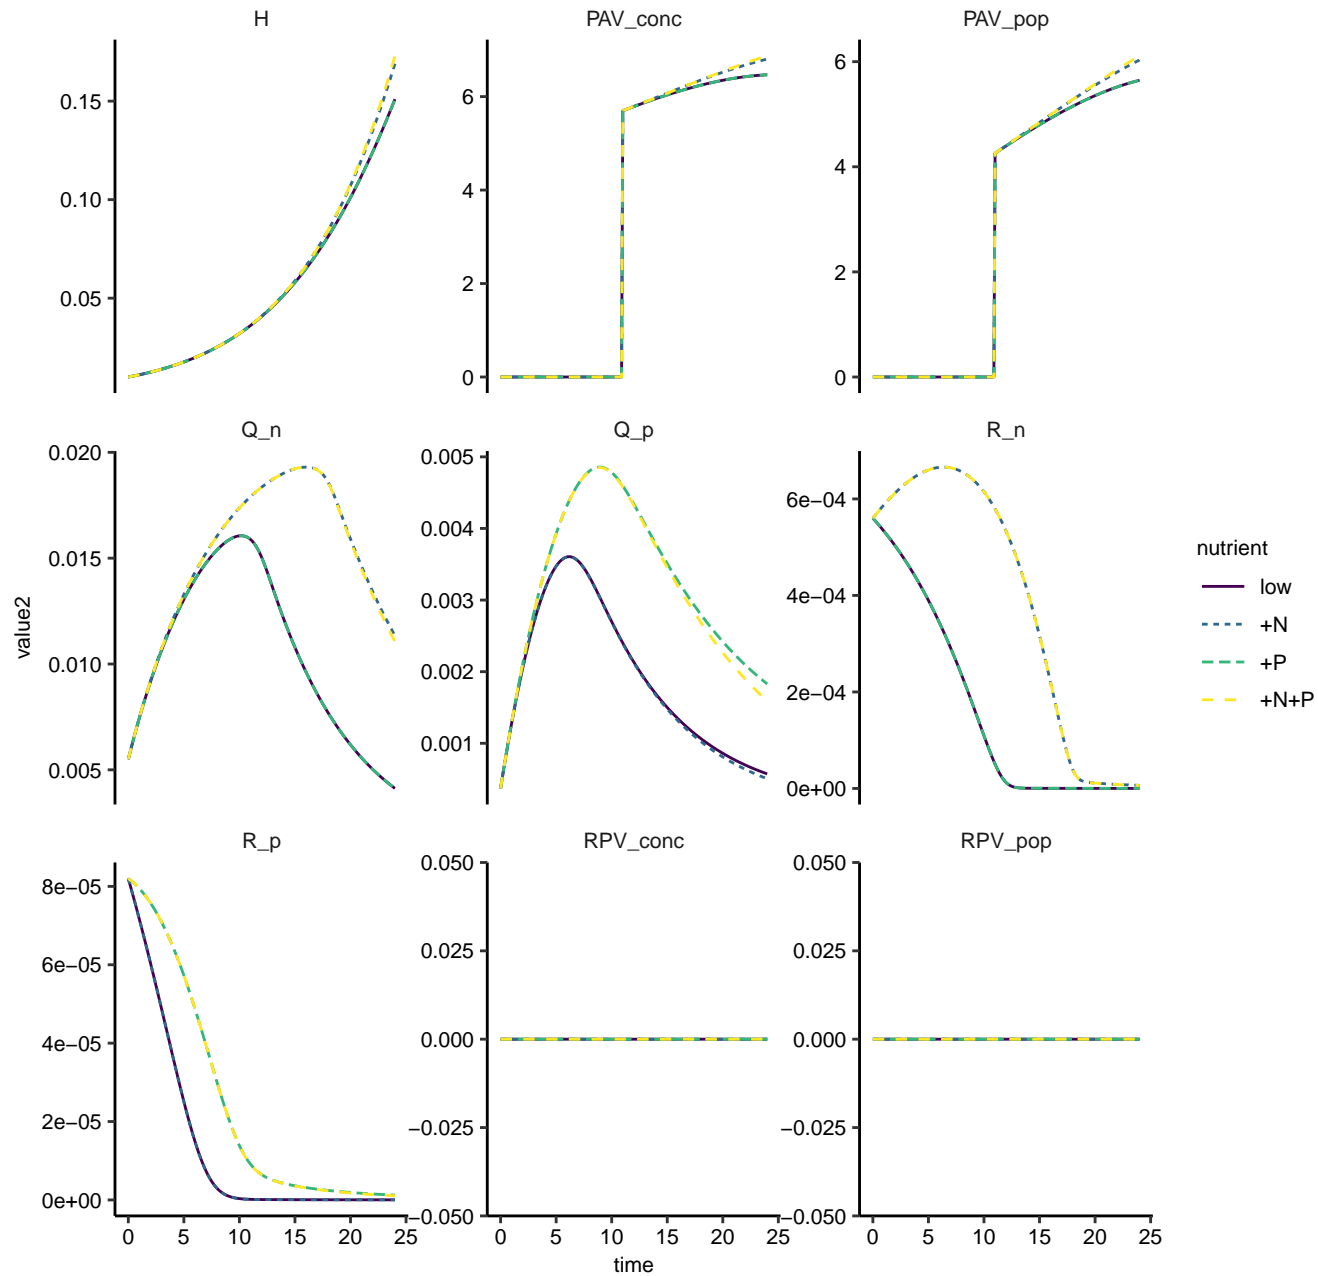 H
PAV_conc
PAV_pop
0.15
0.10
0.05
6
4
2
0
6
4
2
0
Q_n
Q_p
R_n
0.020
0.015
0.010
0.005
0.005
0.004
0.003
0.002
0.001
6e−04
4e−04
2e−04
0e+00
R_p
RPV_conc
RPV_pop
8e−05
6e−05
4e−05
2e−05
0e+00
0.050
0.025
0.000
−0.025
−0.050
0.050
0.025
0.000
−0.025
−0.050
0 5 10 15 20 25
0 5 10 15 20 25
0 5 10 15 20 25
time
value2
nutrient
low
+N
+P
+N+P